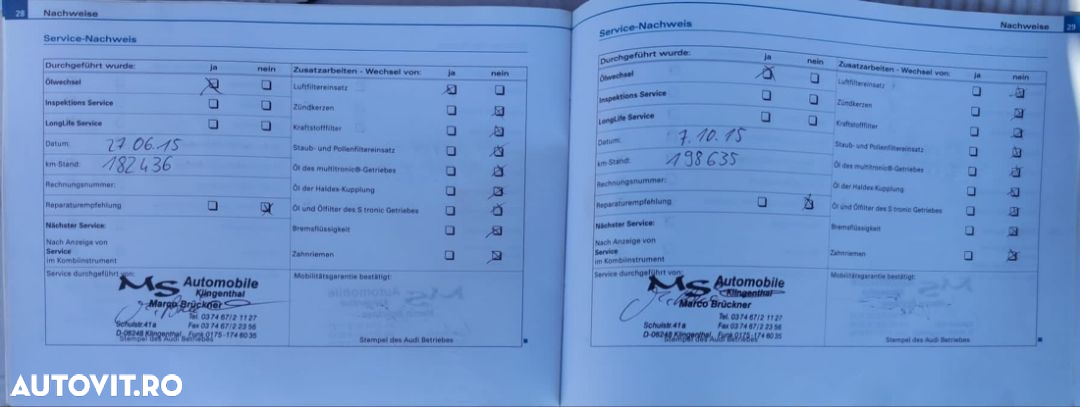 28 Nachweise
Service-Nachweis
Durchgeführt wurde: ja nein
Ölwechsel
Inspektions Service
LongLife Service
Datum: 27 06.15
km-Stand: 182436
Rechnungsnummer:
Reparaturempfehlung
Nächster Service:
Nach Anzeige von
Service
im Kombiinstrument
Zusatzarbeiten - Wechsel von: ja nein
Luftfiltereinsatz
Zündkerzen
Kraftstofffilter
Staub- und Pollenfiltereinsatz
Öl des multitronic®-Getriebes
Öl der Haldex-Kupplung
Öl und Ölfilter des S tronic Getriebes
Bremsflüssigkeit
Zahnriemen
Service durchgeführt von:
MS Automobile
Klingenthal
Marco Brückner
Tel. 03 74 67/2 11 27
Schulstr.41a Fax 03 74 67/2 23 56
D-08248 Klingenthal, Funk 0175-174 60 35
Stempel des Audi Betriebes
Mobilitätsgarantie bestätigt:
Stempel des Audi Betriebes
Nachweise 29
Service-Nachweis
Durchgeführt wurde: ja nein
Ölwechsel
Inspektions Service
LongLife Service
Datum: 7.10.15
km-Stand: 198635
Rechnungsnummer:
Reparaturempfehlung
Nächster Service:
Nach Anzeige von
Service
im Kombiinstrument
Zusatzarbeiten - Wechsel von: ja nein
Luftfiltereinsatz
Zündkerzen
Kraftstofffilter
Staub- und Pollenfiltereinsatz
Öl des multitronic®-Getriebes
Öl der Haldex-Kupplung
Öl und Ölfilter des S tronic Getriebes
Bremsflüssigkeit
Zahnriemen
Service durchgeführt von:
MS Automobile
Klingenthal
Marco Brückner
Tel. 03 74 67/2 11 27
Schulstr.41a Fax 03 74 67/2 23 56
D-08248 Klingenthal, Funk 0175-174 60 35
Stempel des Audi Betriebes
Mobilitätsgarantie bestätigt:
Stempel des Audi Betriebes
AUTOVIT.RO